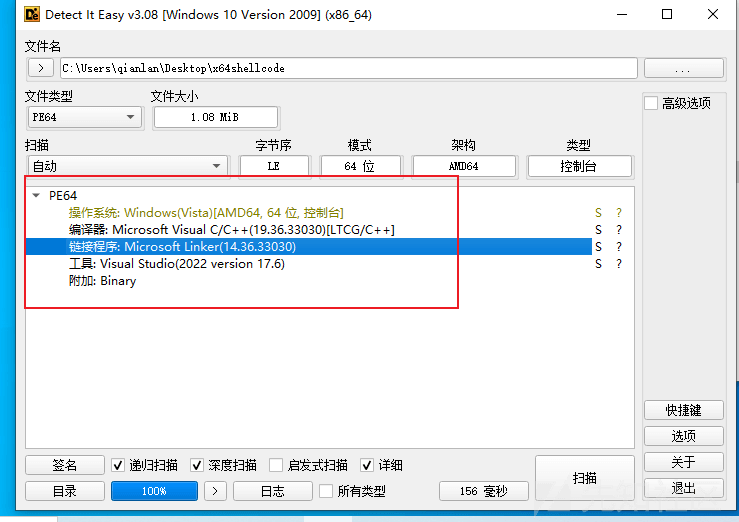 Detect It Easy v3.08 [Windows 10 Version 2009] (x86_64)
文件名
> C:\Users\qianlan\Desktop\x64shellcode ...
文件类型 文件大小
PE64 1.08 MiB
高级选项
扫描 字节序 模式 架构 类型
自动 LE 64 位 AMD64 控制台
PE64
操作系统: Windows(Vista)[AMD64, 64 位, 控制台] S ?
编译器: Microsoft Visual C/C++(19.36.33030)[LTCG/C++] S ?
链接程序: Microsoft Linker(14.36.33030) S ?
工具: Visual Studio(2022 version 17.6) S ?
附加: Binary
快捷键
选项
关于
退出
签名 递归扫描 深度扫描 启发式扫描 详细 扫描
目录 100% > 日志 所有类型 156 毫秒